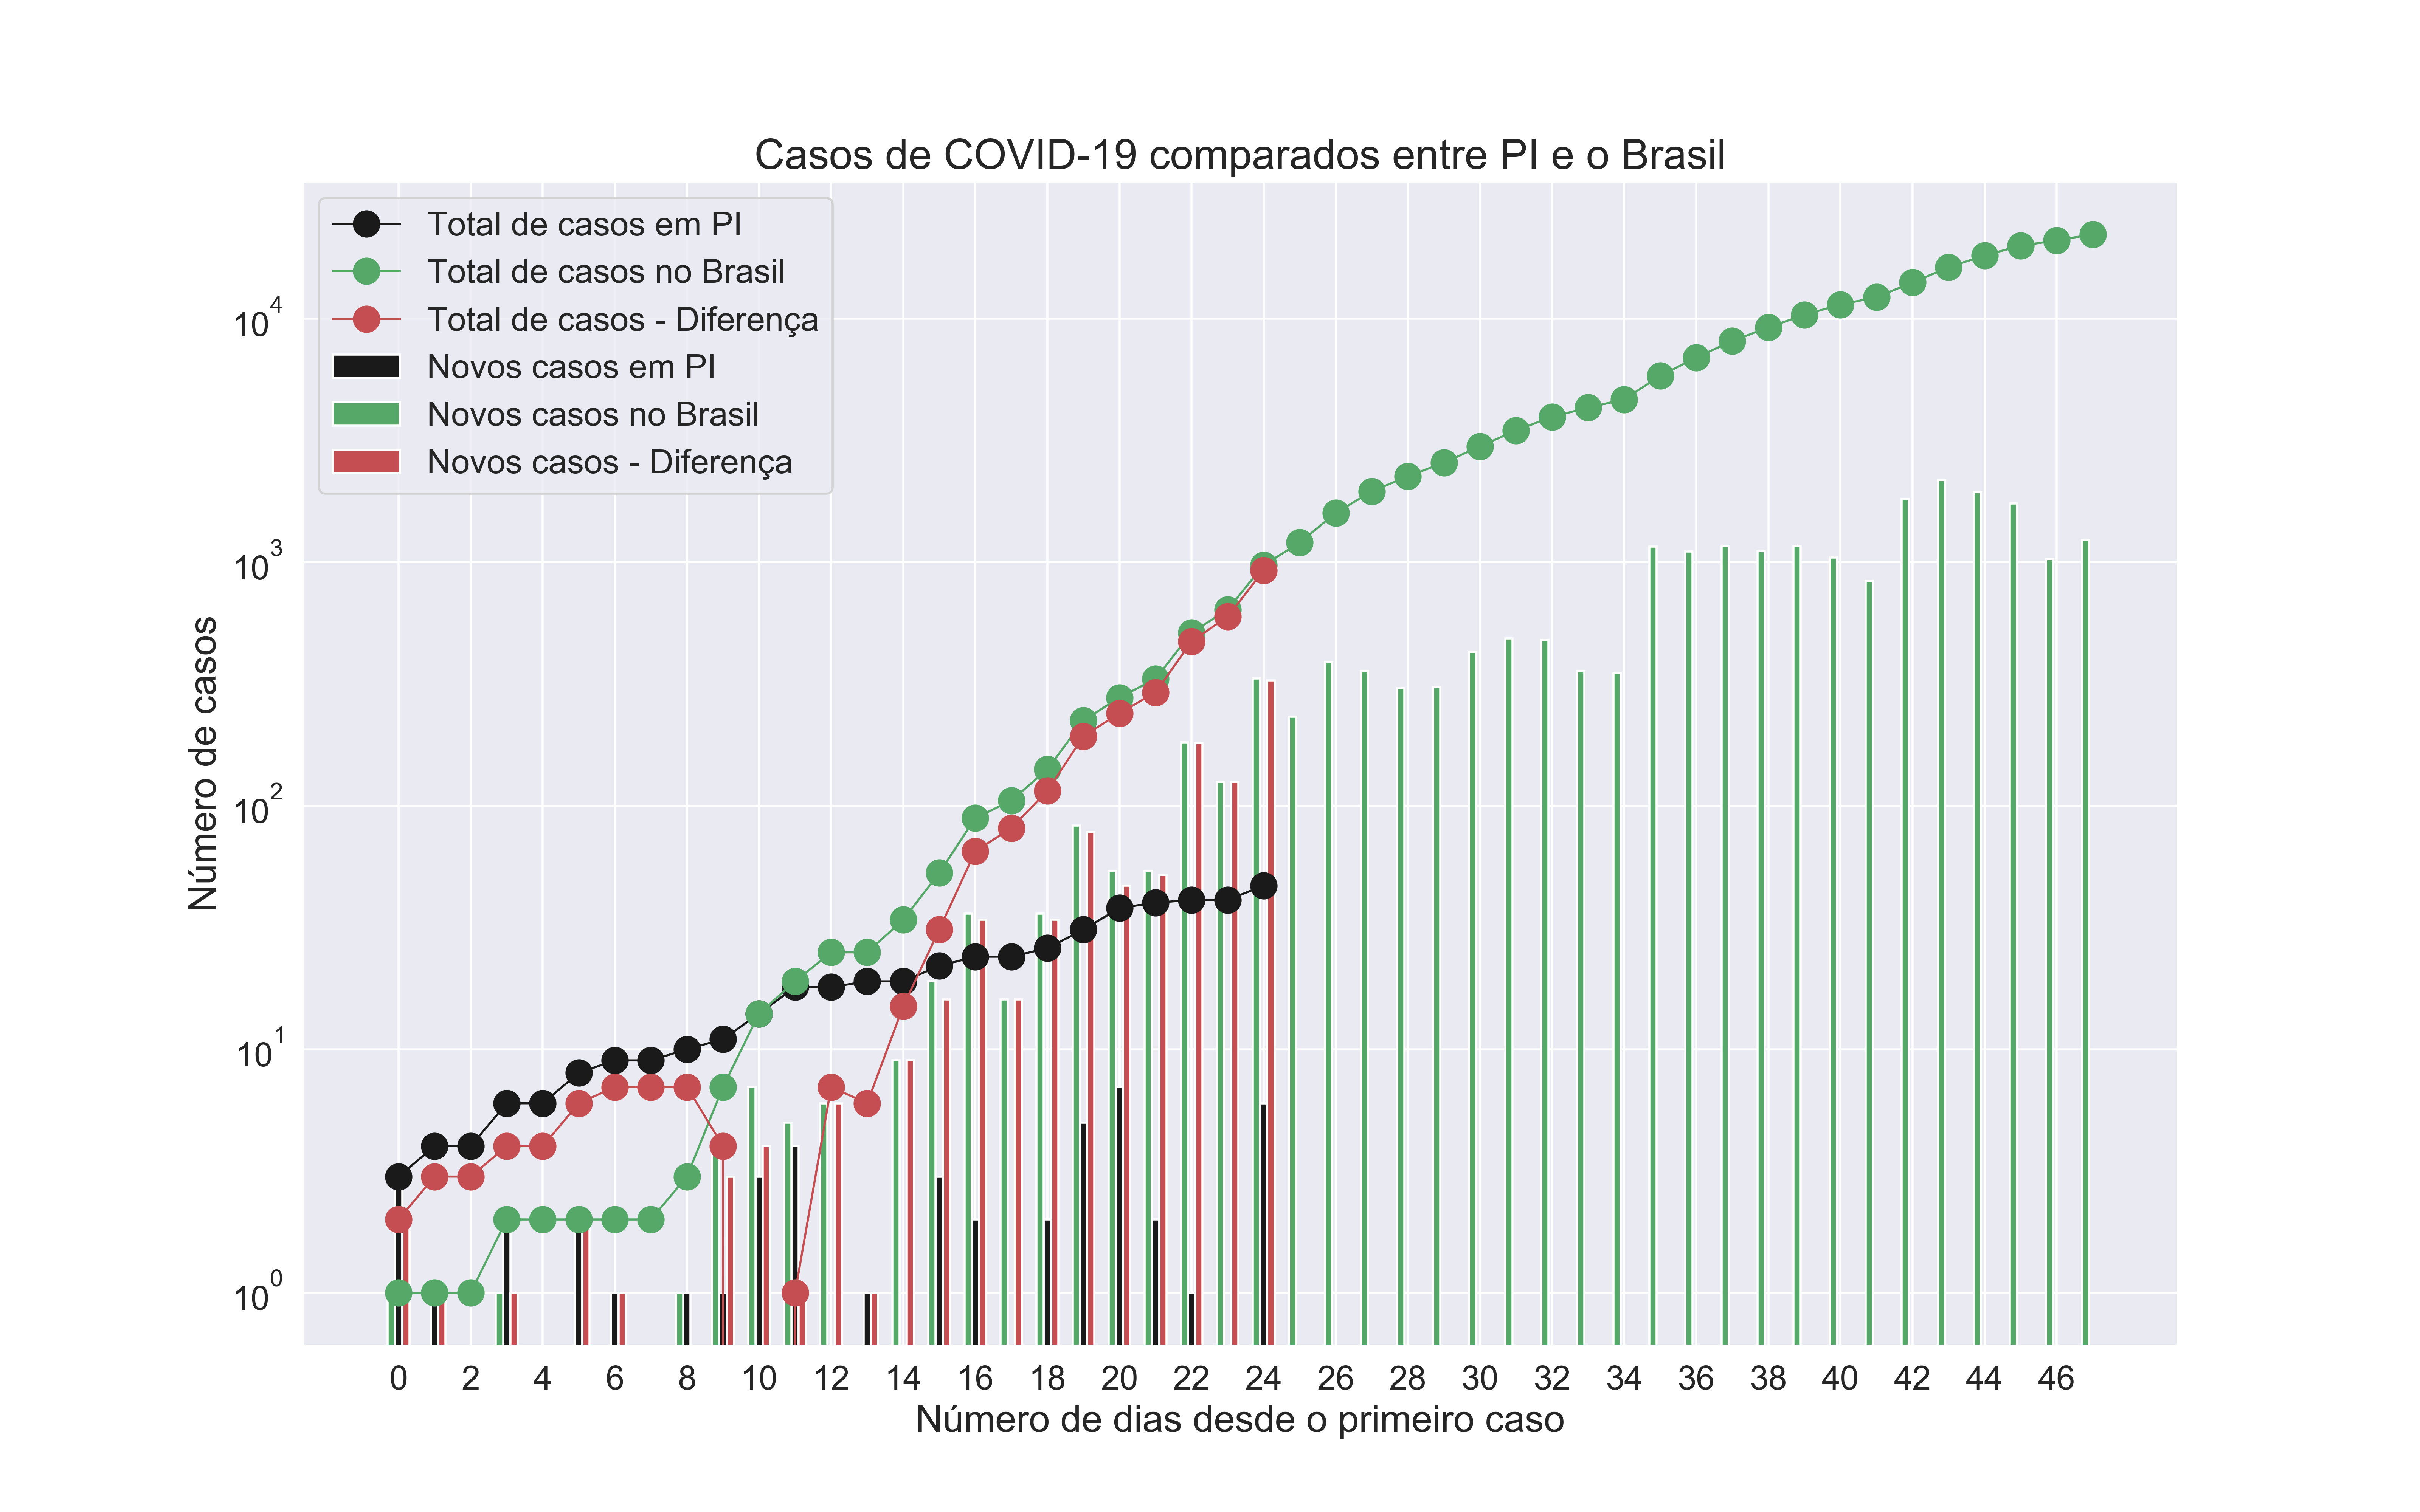 Casos de COVID-19 comparados entre PI e o Brasil
Total de casos em PI
Total de casos no Brasil
Total de casos - Diferença
Novos casos em PI
Novos casos no Brasil
Novos casos - Diferença
Número de casos
10^4
10^3
10^2
10^1
10^0
0 2 4 6 8 10 12 14 16 18 20 22 24 26 28 30 32 34 36 38 40 42 44 46
Número de dias desde o primeiro caso